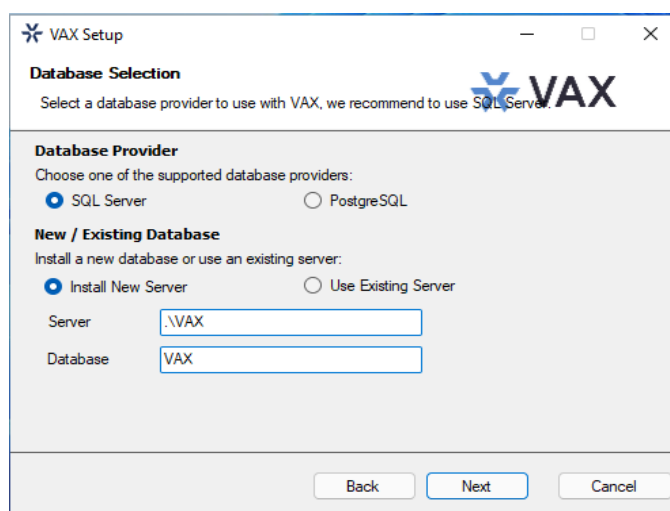 VAX Setup
Database Selection
Select a database provider to use with VAX, we recommend to use SQL Server.
VAX
Database Provider
Choose one of the supported database providers:
SQL Server PostgreSQL
New / Existing Database
Install a new database or use an existing server:
Install New Server Use Existing Server
Server .\VAX
Database VAX
Back Next Cancel